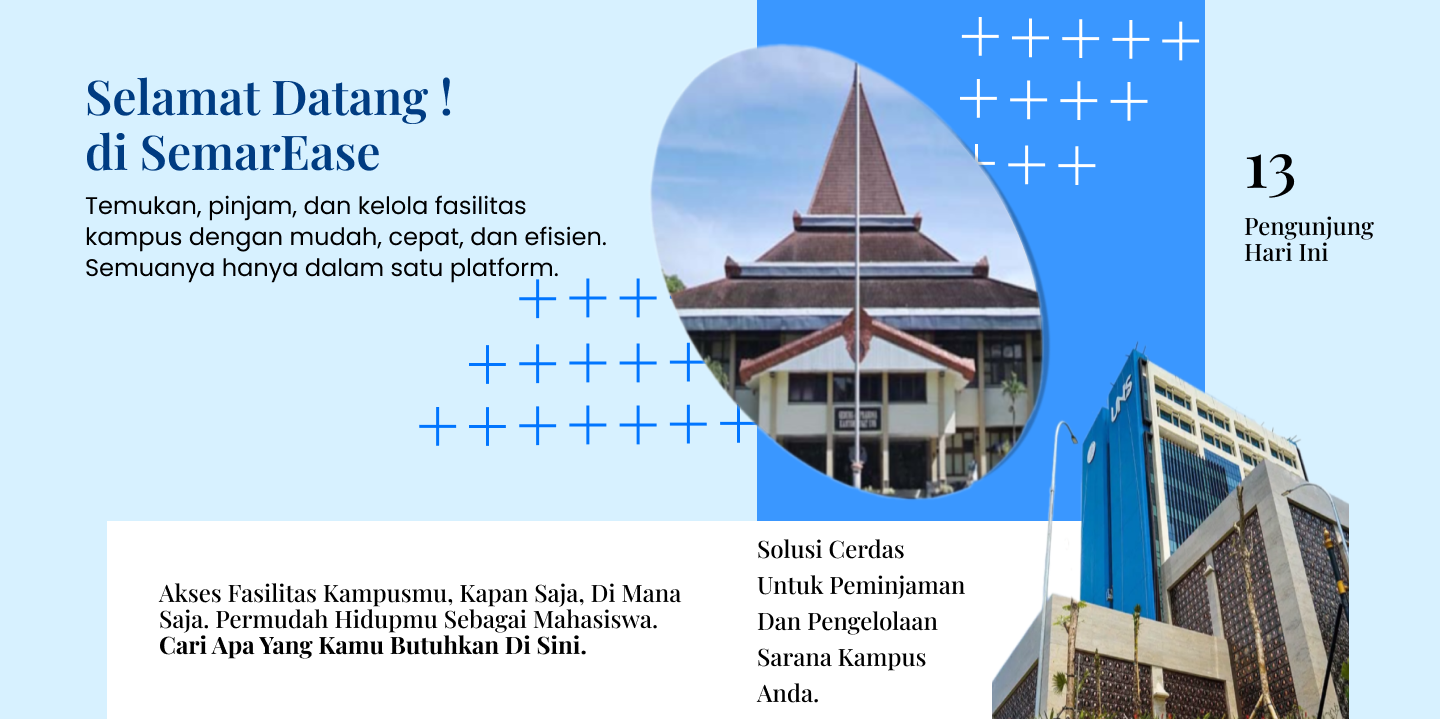 Selamat Datang !
di SemarEase
Temukan, pinjam, dan kelola fasilitas
kampus dengan mudah, cepat, dan efisien.
Semuanya hanya dalam satu platform.
13
Pengunjung
Hari Ini
UNS
Akses Fasilitas Kampusmu, Kapan Saja, Di Mana
Saja. Permudah Hidupmu Sebagai Mahasiswa.
Cari Apa Yang Kamu Butuhkan Di Sini.
Solusi Cerdas
Untuk Peminjaman
Dan Pengelolaan
Sarana Kampus
Anda.